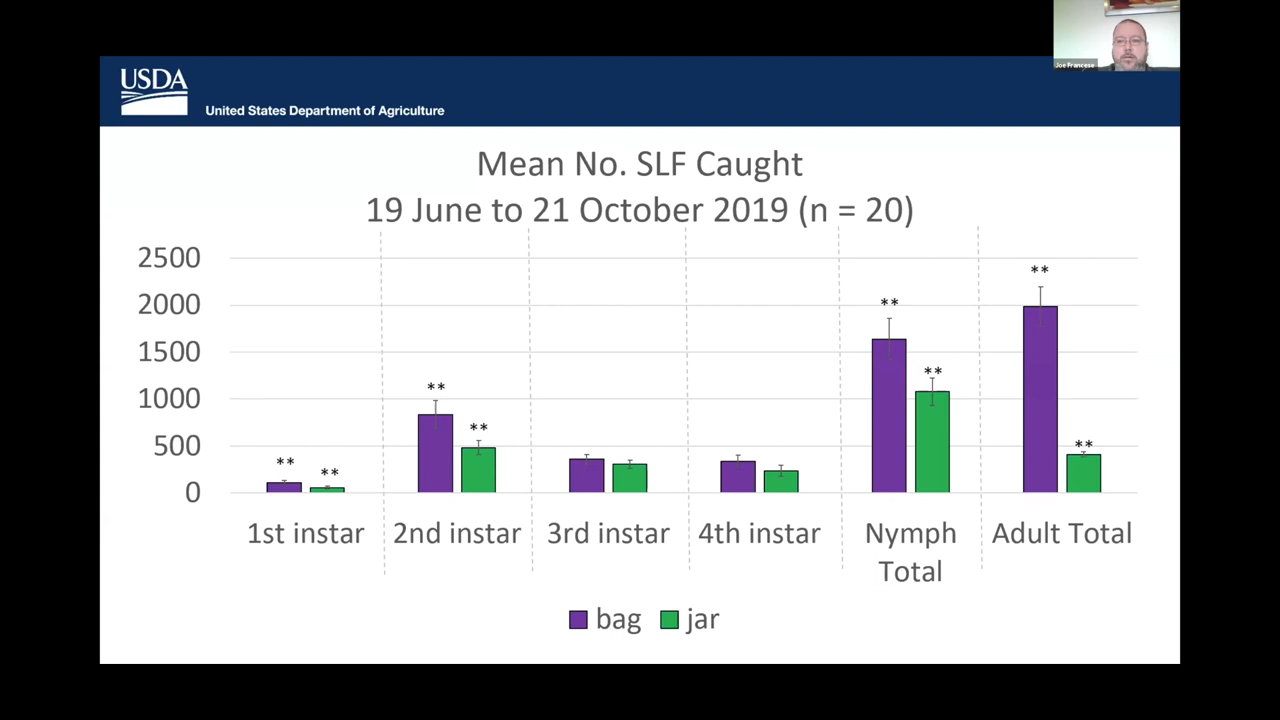 Joe Francese
USDA
United States Department of Agriculture
Mean No. SLF Caught
19 June to 21 October 2019 (n = 20)
2500
2000
1500
1000
500
0
**
**
**
**
**
**
**
**
1st instar
2nd instar
3rd instar
4th instar
Nymph
Total
Adult Total
bag
jar